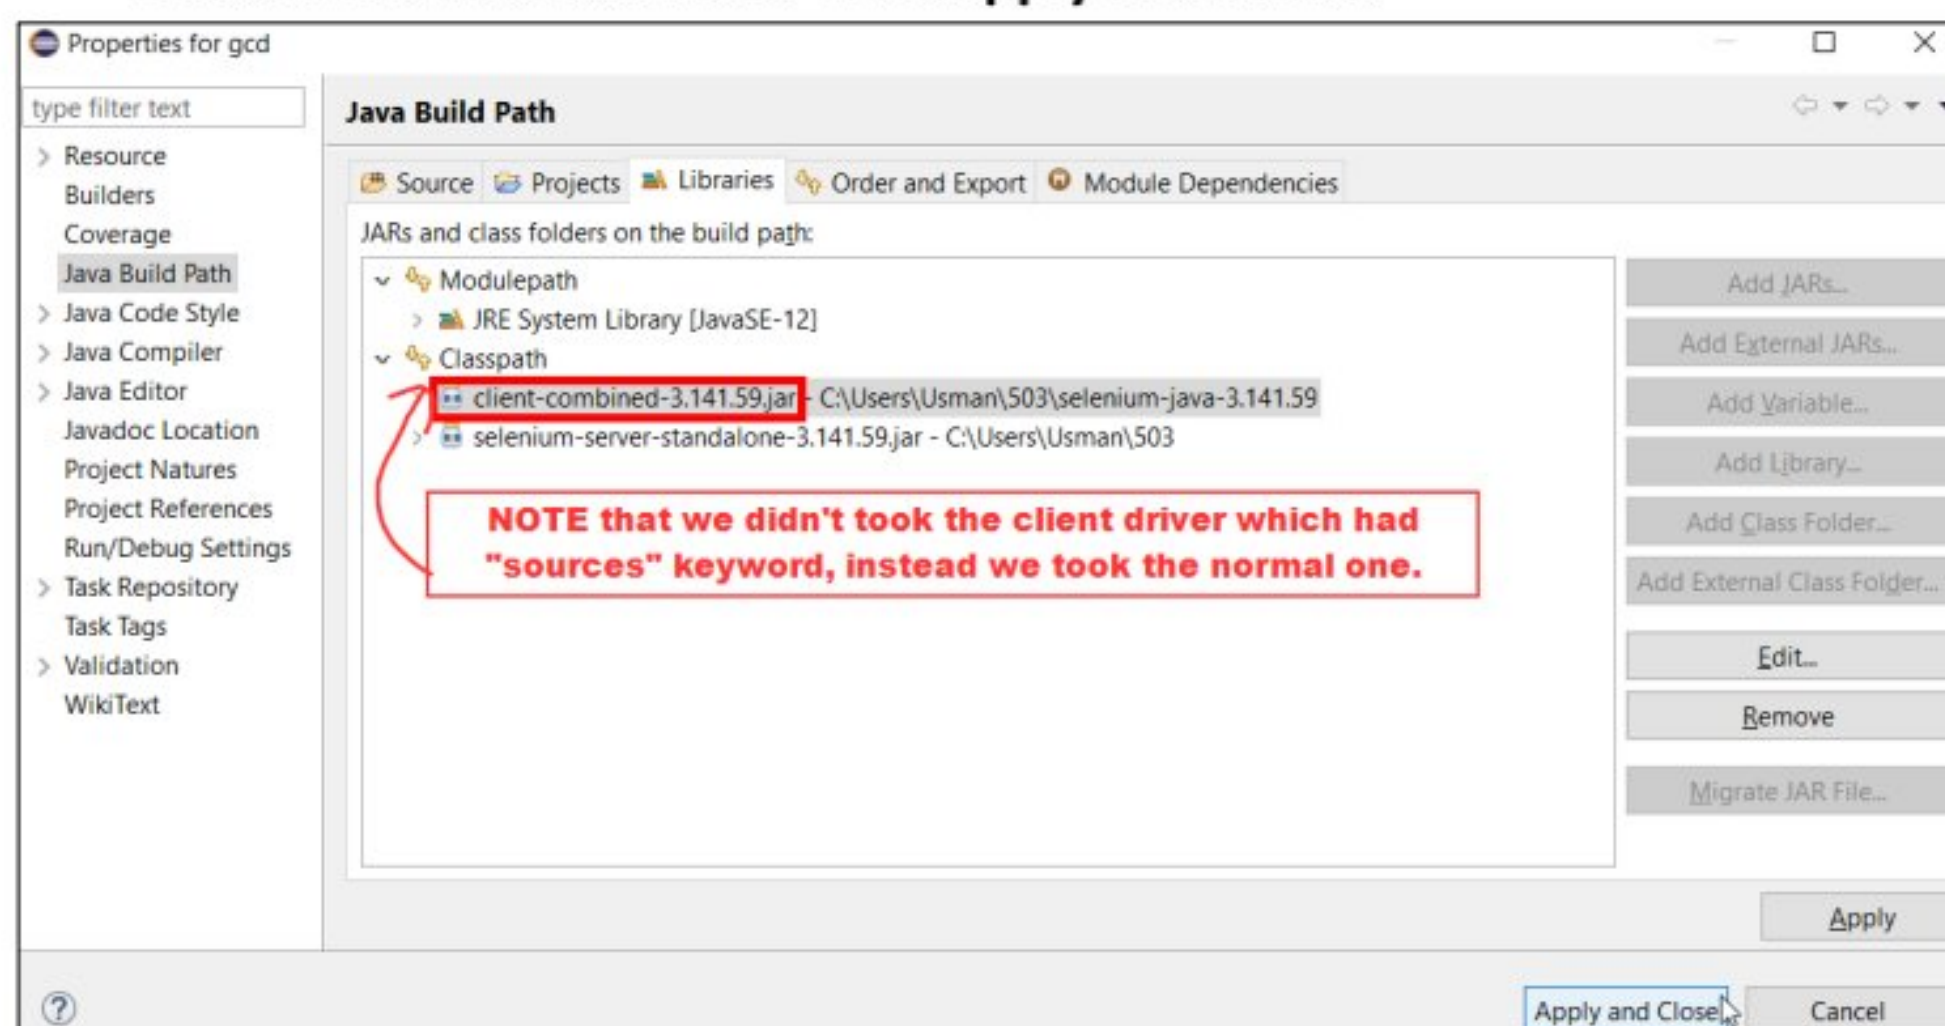 Properties for gcd
type filter text
Java Build Path
Resource
Builders
Coverage
Java Build Path
Java Code Style
Java Compiler
Java Editor
Javadoc Location
Project Natures
Project References
Run/Debug Settings
Task Repository
Task Tags
Validation
WikiText
Source Projects Libraries Order and Export Module Dependencies
JARs and class folders on the build path:
Modulepath
JRE System Library [JavaSE-12]
Classpath
client-combined-3.141.59.jar - C:\Users\Usman\503\selenium-java-3.141.59
selenium-server-standalone-3.141.59.jar - C:\Users\Usman\503
NOTE that we didn't took the client driver which had
"sources" keyword, instead we took the normal one.
Add JARs...
Add External JARs...
Add Variable...
Add Library...
Add Class Folder...
Add External Class Folder...
Edit...
Remove
Migrate JAR File...
Apply
Apply and Close
Cancel